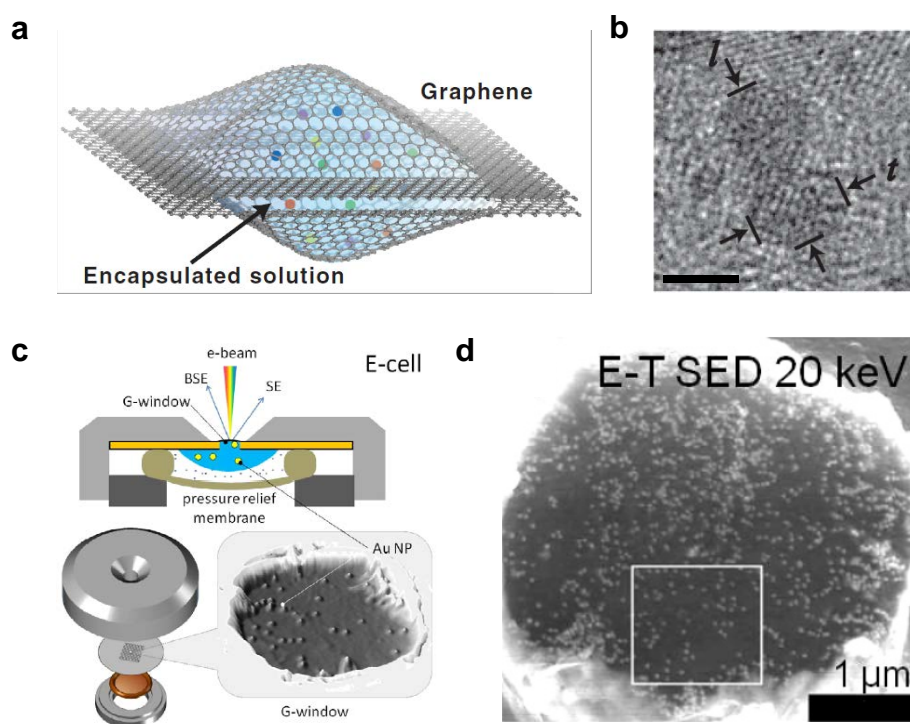 a
Graphene
Encapsulated solution
b
l
t
c
e-beam
E-cell
BSE
SE
G-window
pressure relief
membrane
Au NP
G-window
d
E-T SED 20 keV
1 µm